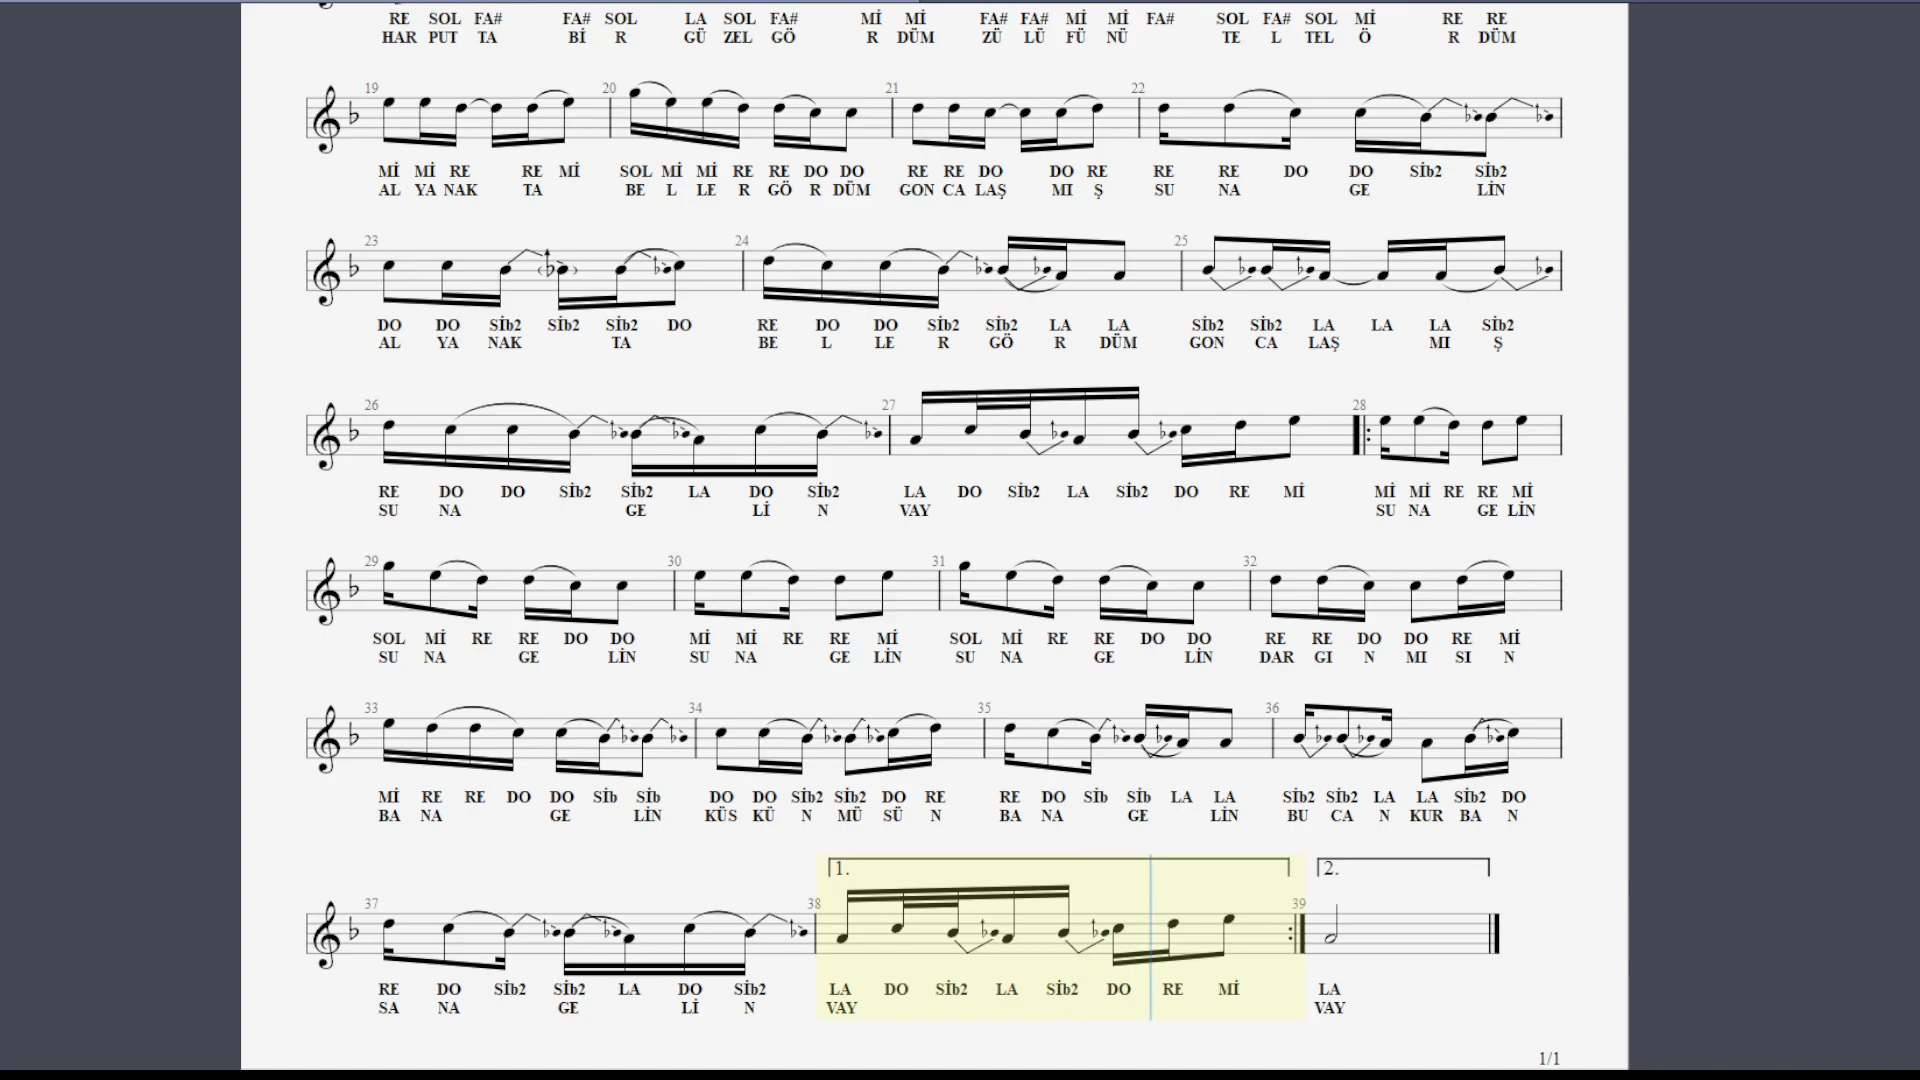 RE SOL FA# FA# SOL LA SOL FA# Mİ Mİ FA# FA# Mİ Mİ FA# SOL FA# SOL Mİ RE RE
HAR PUT TA Bİ R GÜ ZEL GÖ R DÜM ZÜ LÜ FÜ NÜ TE L TEL Ö R DÜM
19 20 21 22
Mİ Mİ RE RE Mİ SOL Mİ Mİ RE RE DO DO RE RE DO DO RE RE RE DO DO Sİb2 Sİb2
AL YA NAK TA BE L LE R GÖ R DÜM GON CA LAŞ MI Ş SU NA GE LİN
23 24 25
DO DO Sİb2 Sİb2 Sİb2 DO RE DO DO Sİb2 Sİb2 LA LA Sİb2 Sİb2 LA LA LA Sİb2
AL YA NAK TA BE L LE R GÖ R DÜM GON CA LAŞ MI Ş
26 27 28
RE DO DO Sİb2 Sİb2 LA DO Sİb2 LA DO Sİb2 LA Sİb2 DO RE Mİ Mİ Mİ RE RE Mİ
SU NA GE Lİ N VAY SU NA GE LİN
29 30 31 32
SOL Mİ RE RE DO DO Mİ Mİ RE RE Mİ SOL Mİ RE RE DO DO RE RE DO DO RE Mİ
SU NA GE LİN SU NA GE LİN SU NA GE LİN DAR GI N MI SI N
33 34 35 36
Mİ RE RE DO DO Sİb Sİb DO DO Sİb2 Sİb2 DO RE RE DO Sİb Sİb LA LA Sİb2 Sİb2 LA LA Sİb2 DO
BA NA GE LİN KÜS KÜ N MÜ SÜ N BA NA GE LİN BU CA N KUR BA N
1. 2.
37 38 39
RE DO Sİb2 Sİb2 LA DO Sİb2 LA DO Sİb2 LA Sİb2 DO RE Mİ LA
SA NA GE Lİ N VAY VAY
1/1